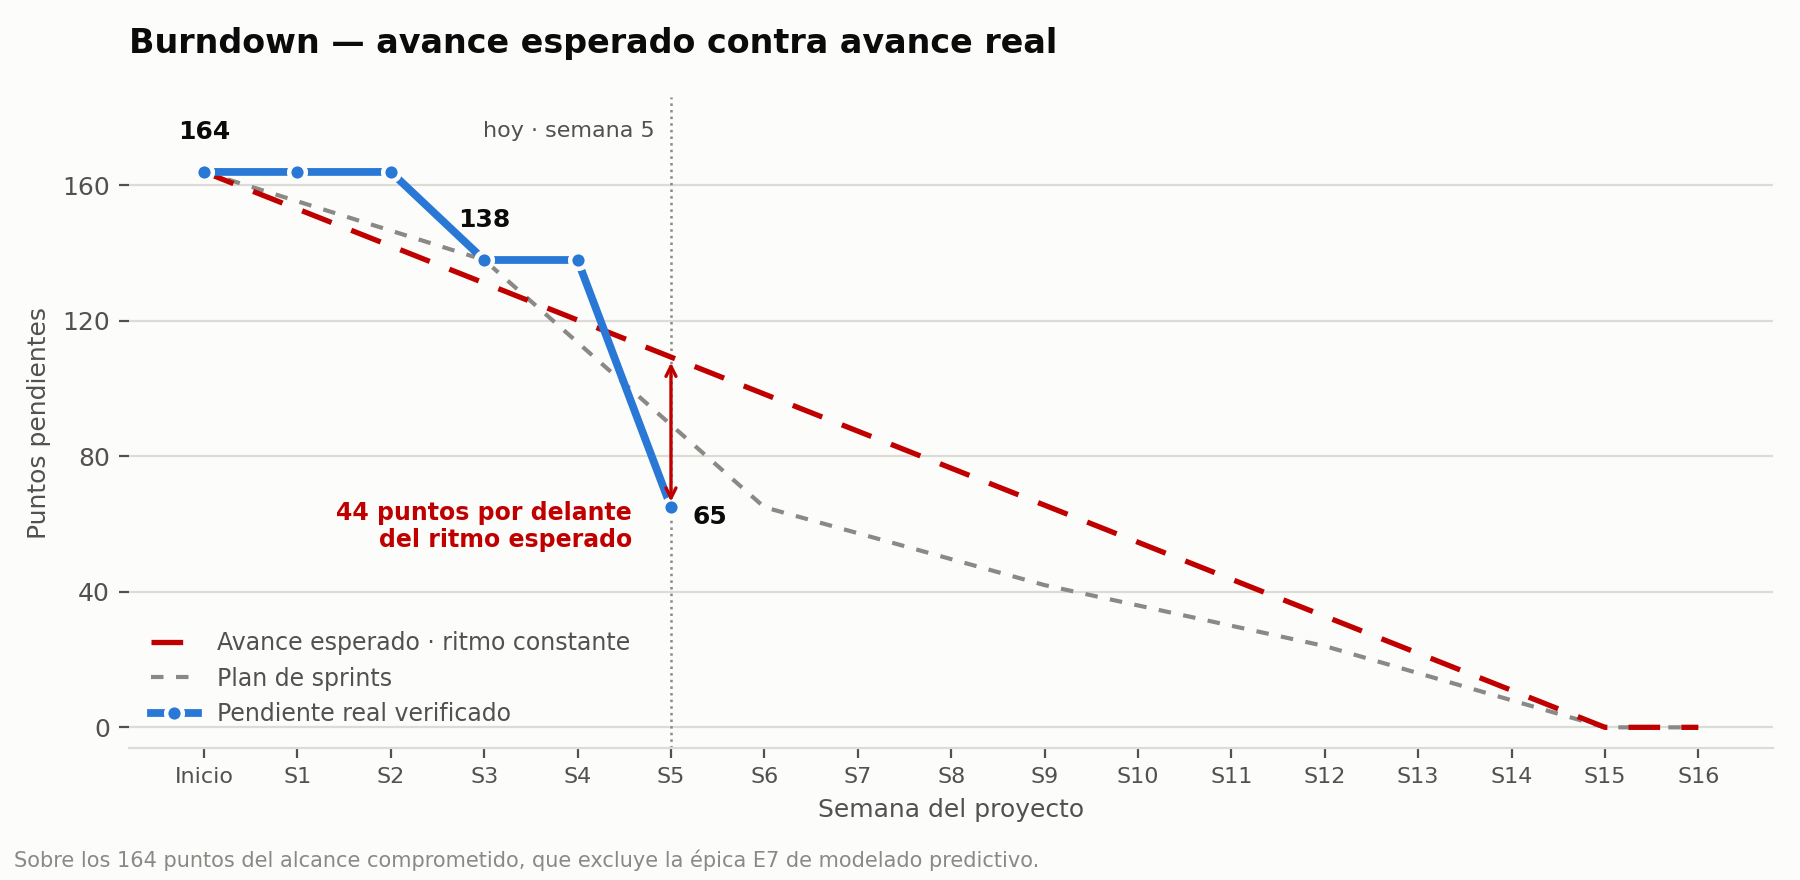 Burndown — avance esperado contra avance real
164
hoy · semana 5
138
65
44 puntos por delante
del ritmo esperado
Puntos pendientes
160
120
80
40
0
Avance esperado · ritmo constante
Plan de sprints
Pendiente real verificado
Inicio S1 S2 S3 S4 S5 S6 S7 S8 S9 S10 S11 S12 S13 S14 S15 S16
Semana del proyecto
Sobre los 164 puntos del alcance comprometido, que excluye la épica E7 de modelado predictivo.